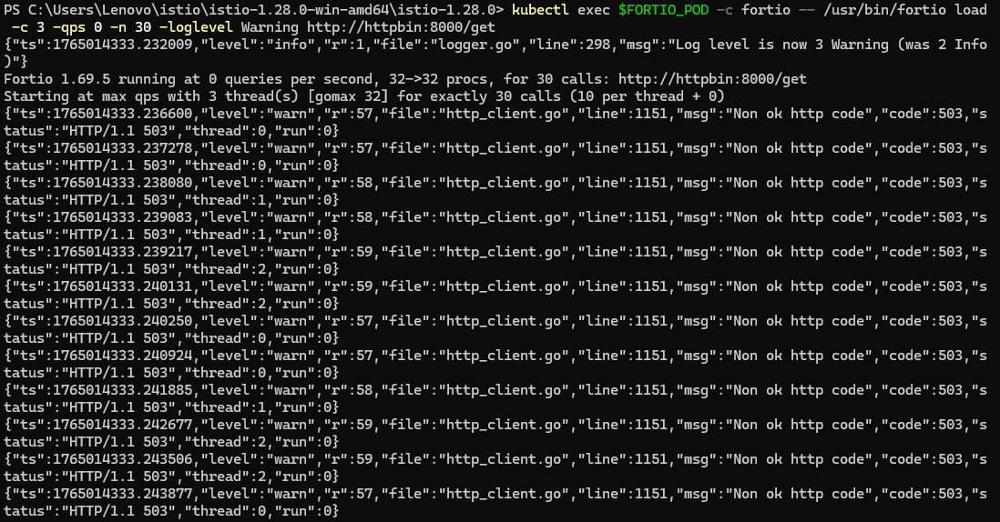 PS C:\Users\Lenovo\istio\istio-1.28.0-win-amd64\istio-1.28.0> kubectl exec $FORTIO_POD -c fortio -- /usr/bin/fortio load
 -c 3 -qps 0 -n 30 -loglevel Warning http://httpbin:8000/get
{"ts":1765014333.232009,"level":"info","r":1,"file":"logger.go","line":298,"msg":"Log level is now 3 Warning (was 2 Info
)"}
Fortio 1.69.5 running at 0 queries per second, 32->32 procs, for 30 calls: http://httpbin:8000/get
Starting at max qps with 3 thread(s) [gomax 32] for exactly 30 calls (10 per thread + 0)
{"ts":1765014333.236600,"level":"warn","r":57,"file":"http_client.go","line":1151,"msg":"Non ok http code","code":503,"s
tatus":"HTTP/1.1 503","thread":0,"run":0}
{"ts":1765014333.237278,"level":"warn","r":57,"file":"http_client.go","line":1151,"msg":"Non ok http code","code":503,"s
tatus":"HTTP/1.1 503","thread":0,"run":0}
{"ts":1765014333.238080,"level":"warn","r":58,"file":"http_client.go","line":1151,"msg":"Non ok http code","code":503,"s
tatus":"HTTP/1.1 503","thread":1,"run":0}
{"ts":1765014333.239083,"level":"warn","r":58,"file":"http_client.go","line":1151,"msg":"Non ok http code","code":503,"s
tatus":"HTTP/1.1 503","thread":1,"run":0}
{"ts":1765014333.239217,"level":"warn","r":59,"file":"http_client.go","line":1151,"msg":"Non ok http code","code":503,"s
tatus":"HTTP/1.1 503","thread":2,"run":0}
{"ts":1765014333.240131,"level":"warn","r":59,"file":"http_client.go","line":1151,"msg":"Non ok http code","code":503,"s
tatus":"HTTP/1.1 503","thread":2,"run":0}
{"ts":1765014333.240250,"level":"warn","r":57,"file":"http_client.go","line":1151,"msg":"Non ok http code","code":503,"s
tatus":"HTTP/1.1 503","thread":0,"run":0}
{"ts":1765014333.240924,"level":"warn","r":57,"file":"http_client.go","line":1151,"msg":"Non ok http code","code":503,"s
tatus":"HTTP/1.1 503","thread":0,"run":0}
{"ts":1765014333.241885,"level":"warn","r":58,"file":"http_client.go","line":1151,"msg":"Non ok http code","code":503,"s
tatus":"HTTP/1.1 503","thread":1,"run":0}
{"ts":1765014333.242677,"level":"warn","r":59,"file":"http_client.go","line":1151,"msg":"Non ok http code","code":503,"s
tatus":"HTTP/1.1 503","thread":2,"run":0}
{"ts":1765014333.243506,"level":"warn","r":59,"file":"http_client.go","line":1151,"msg":"Non ok http code","code":503,"s
tatus":"HTTP/1.1 503","thread":2,"run":0}
{"ts":1765014333.243877,"level":"warn","r":57,"file":"http_client.go","line":1151,"msg":"Non ok http code","code":503,"s
tatus":"HTTP/1.1 503","thread":0,"run":0}